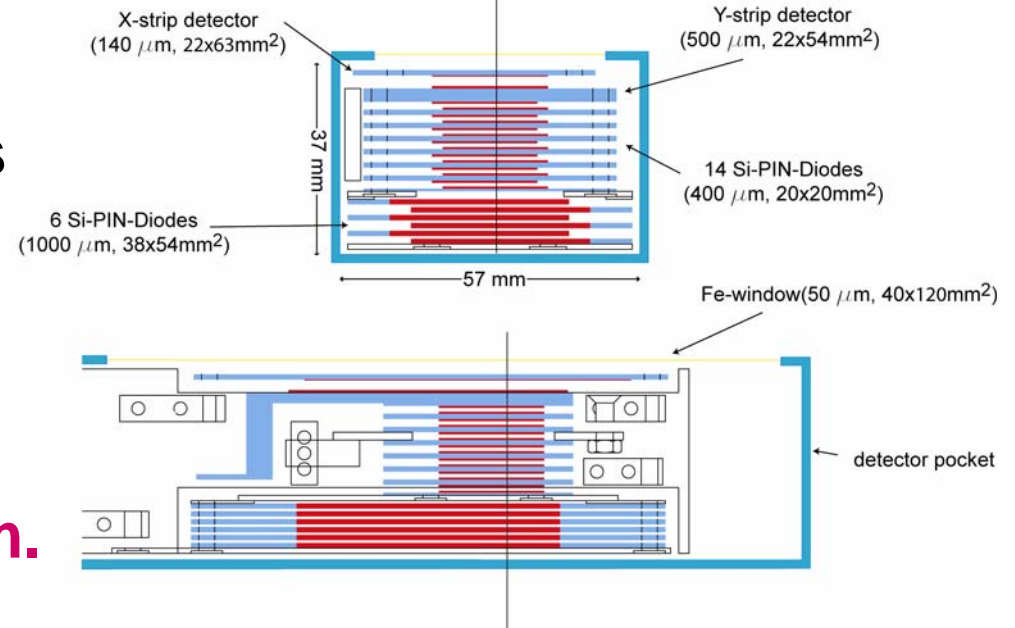 X-strip detector
(140 μm, 22x63mm²)
Y-strip detector
(500 μm, 22x54mm²)
s
37 mm
14 Si-PIN-Diodes
(400 μm, 20x20mm²)
6 Si-PIN-Diodes
(1000 μm, 38x54mm²)
57 mm
Fe-window(50 μm, 40x120mm²)
detector pocket
n.